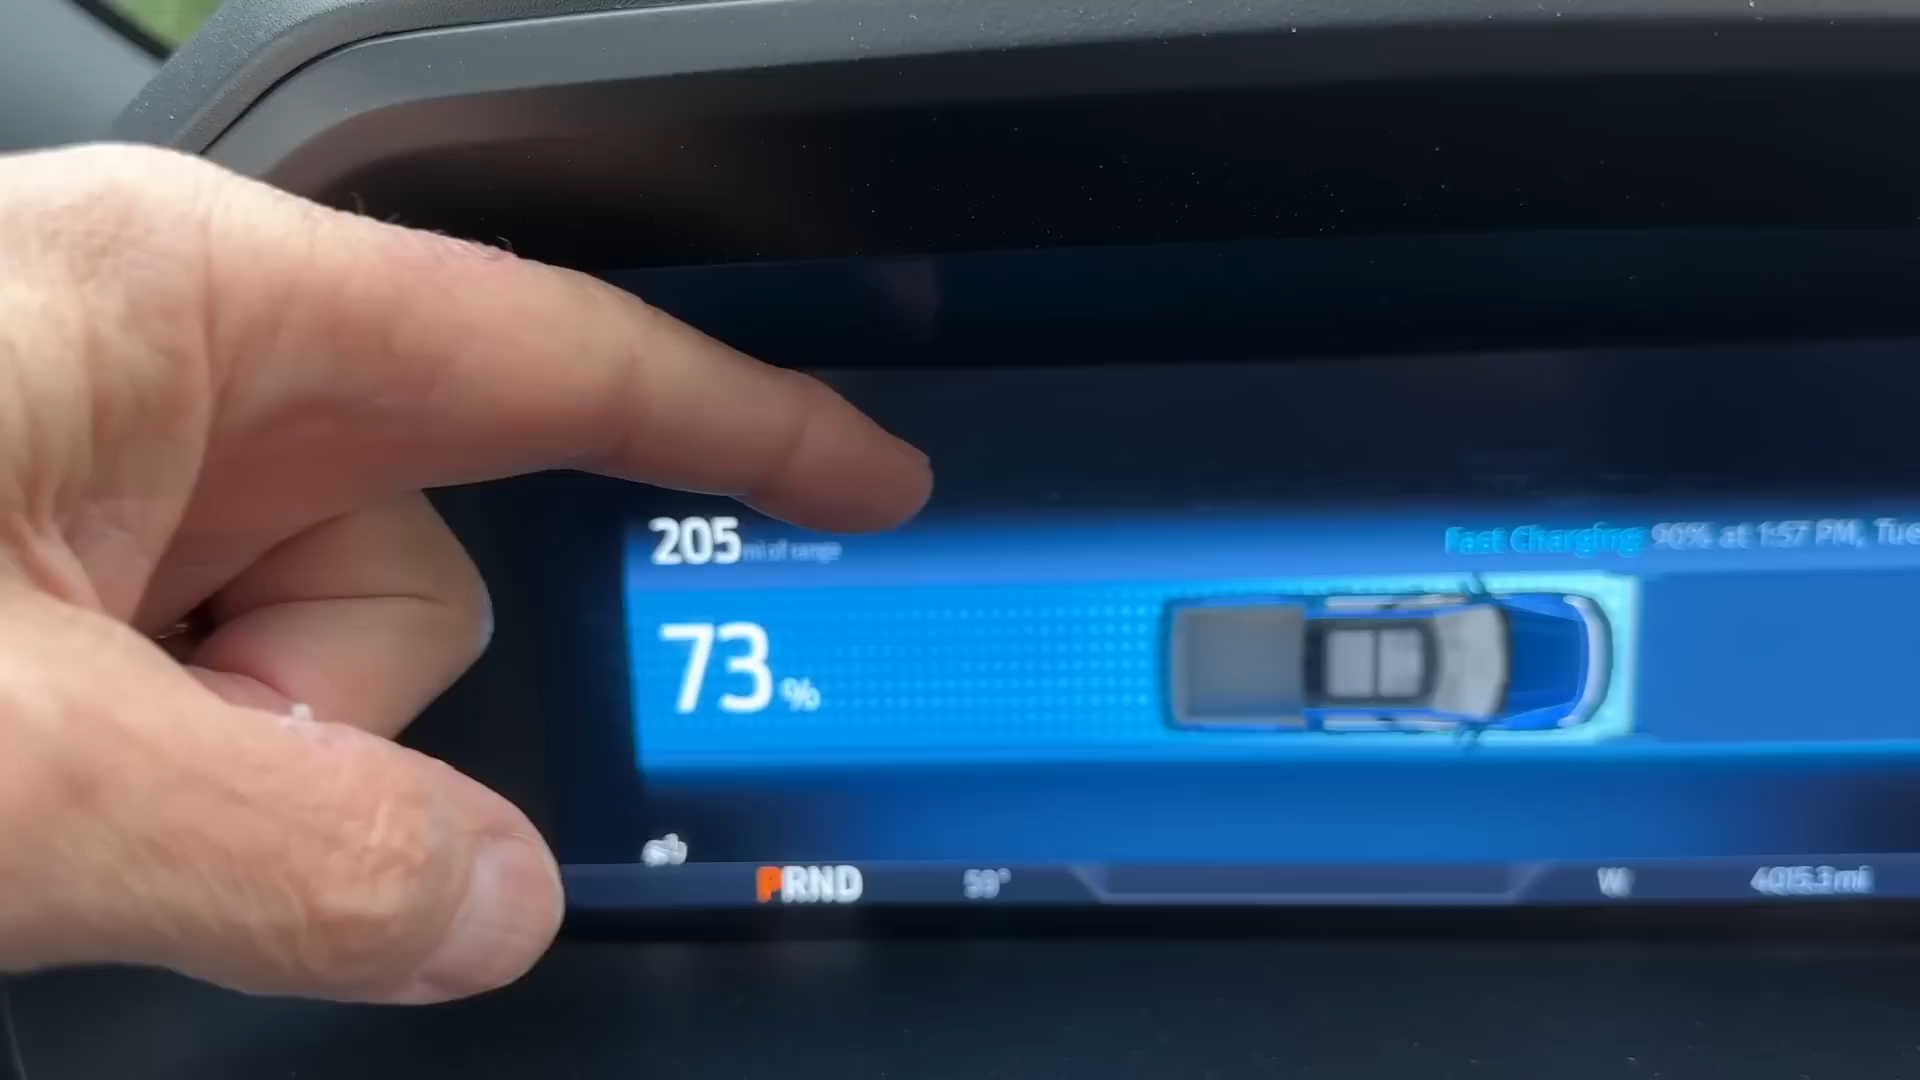 205 mi of range
Fast Charging: 90% at 1:57 PM, Tue
73 %
PRND 59° W 4015.3 mi